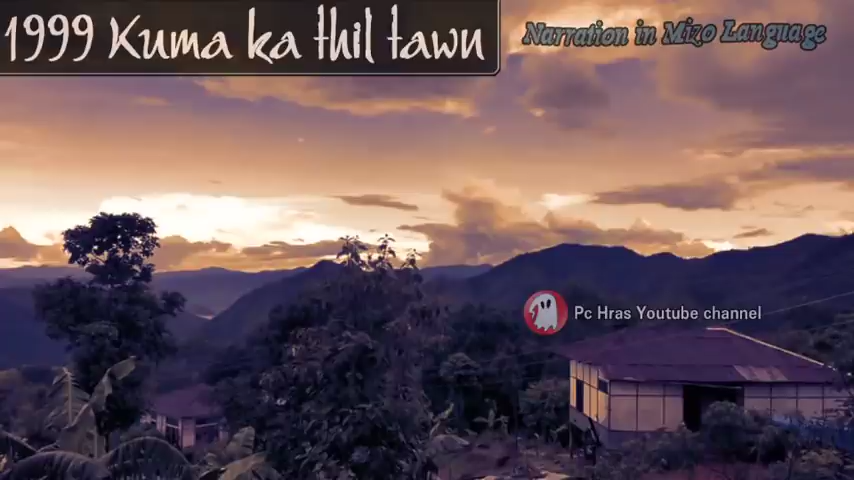 1999 Kuma ka thil tawn
Narration in Mizo Language
Pc Hras Youtube channel